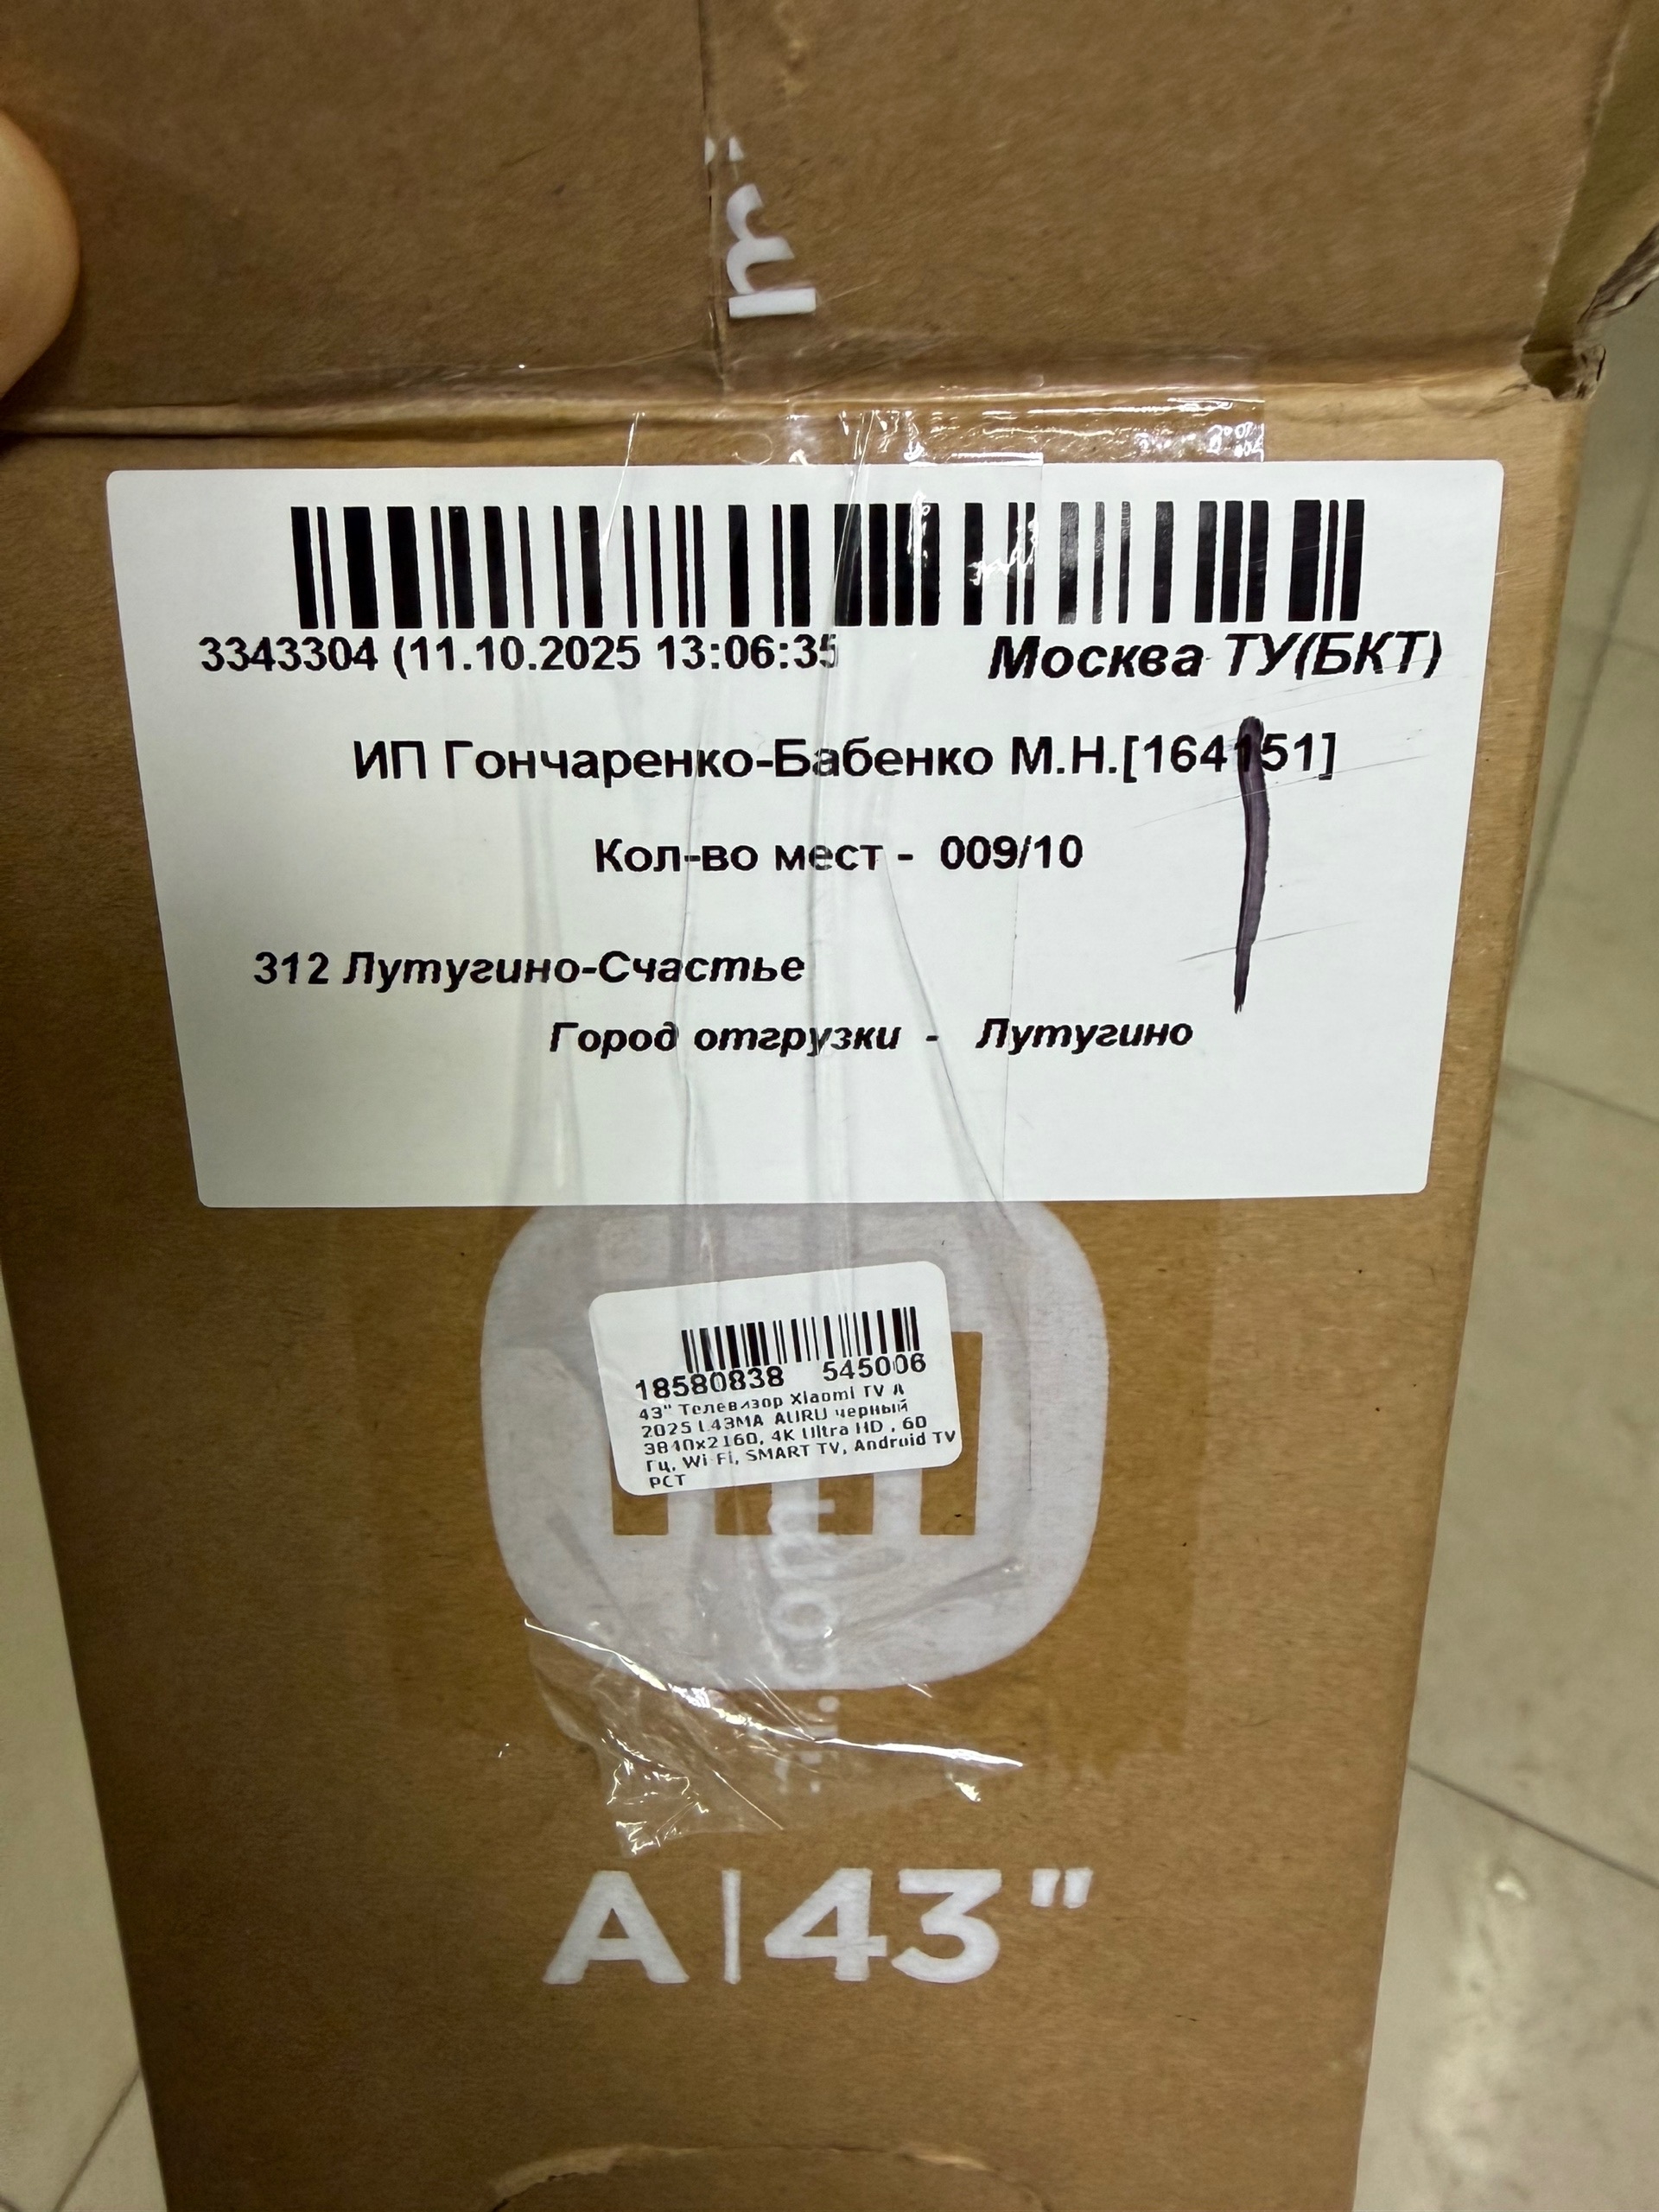 3343304 (11.10.2025 13:06:35
Москва ТУ(БКТ)
ИП Гончаренко-Бабенко М.Н.[164151]
Кол-во мест - 009/10
312 Лутугино-Счастье
Город отгрузки - Лутугино
18580838 545006
43" Телевизор Xiaomi TV A
2025 L43MA-AURU черный
3840x2160, 4K Ultra HD , 60
Гц, Wi-Fi, SMART TV, Android TV
РСТ
A|43"